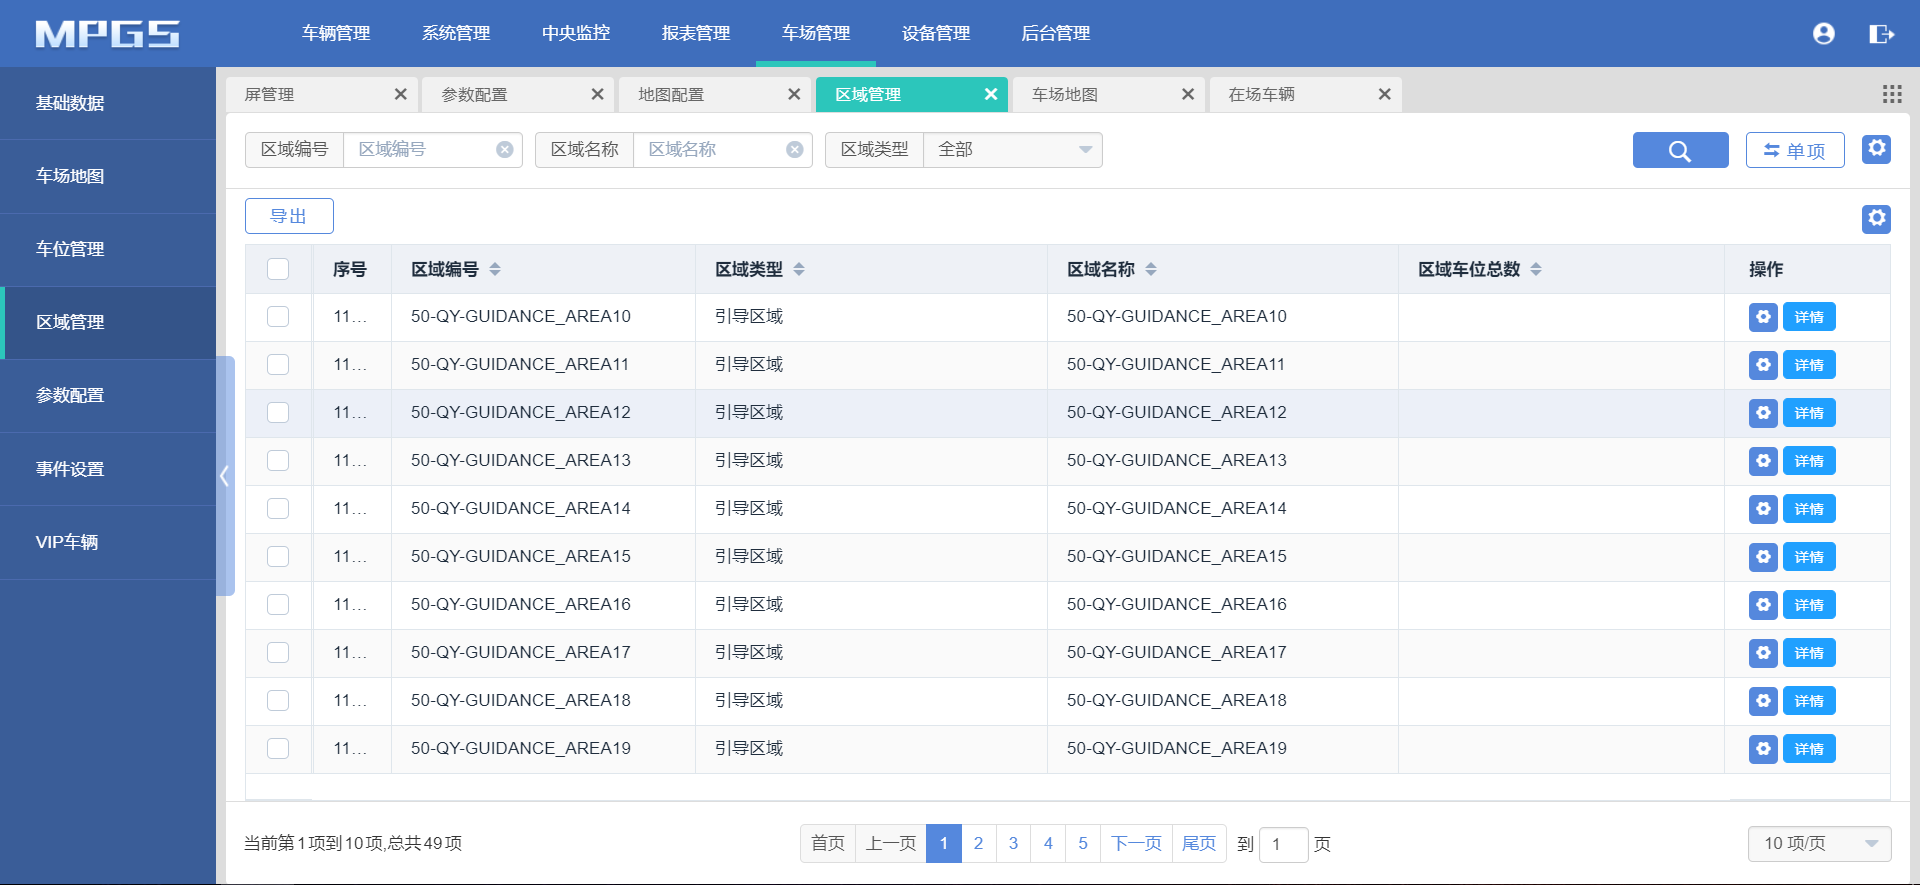 MPGS
车辆管理 系统管理 中央监控 报表管理 车场管理 设备管理 后台管理
基础数据
车场地图
车位管理
区域管理
参数配置
事件设置
VIP车辆
屏管理 参数配置 地图配置 区域管理 车场地图 在场车辆
区域编号 区域编号 区域名称 区域名称 区域类型 全部 单项
导出
序号 区域编号 区域类型 区域名称 区域车位总数 操作
11... 50-QY-GUIDANCE_AREA10 引导区域 50-QY-GUIDANCE_AREA10 详情
11... 50-QY-GUIDANCE_AREA11 引导区域 50-QY-GUIDANCE_AREA11 详情
11... 50-QY-GUIDANCE_AREA12 引导区域 50-QY-GUIDANCE_AREA12 详情
11... 50-QY-GUIDANCE_AREA13 引导区域 50-QY-GUIDANCE_AREA13 详情
11... 50-QY-GUIDANCE_AREA14 引导区域 50-QY-GUIDANCE_AREA14 详情
11... 50-QY-GUIDANCE_AREA15 引导区域 50-QY-GUIDANCE_AREA15 详情
11... 50-QY-GUIDANCE_AREA16 引导区域 50-QY-GUIDANCE_AREA16 详情
11... 50-QY-GUIDANCE_AREA17 引导区域 50-QY-GUIDANCE_AREA17 详情
11... 50-QY-GUIDANCE_AREA18 引导区域 50-QY-GUIDANCE_AREA18 详情
11... 50-QY-GUIDANCE_AREA19 引导区域 50-QY-GUIDANCE_AREA19 详情
当前第1项到10项,总共49项 首页 上一页 1 2 3 4 5 下一页 尾页 到 1 页 10 项/页